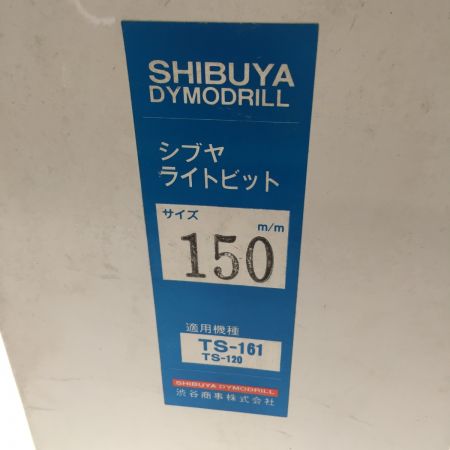 SHIBUYA
DYMODRILL
シブヤ
ライトビット
サイズ
m/m
150
適用機種
TS-161
TS-120
SHIBUYA DYMODRILL
渋谷商事株式会社